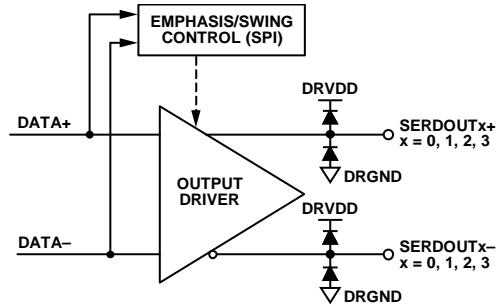 EMPHASIS/SWING
CONTROL (SPI)
DRVDD
DATA+
SERDOUTx+
x = 0, 1, 2, 3
DRGND
OUTPUT
DRIVER
DRVDD
DATA–
SERDOUTx–
x = 0, 1, 2, 3
DRGND